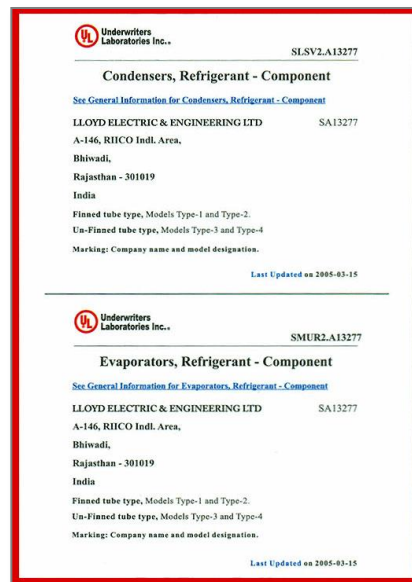 UL
Underwriters
Laboratories Inc.®
SLSV2.A13277
Condensers, Refrigerant - Component
See General Information for Condensers, Refrigerant - Component
LLOYD ELECTRIC & ENGINEERING LTD SA13277
A-146, RIICO Indl. Area,
Bhiwadi,
Rajasthan - 301019
India
Finned tube type, Models Type-1 and Type-2.
Un-Finned tube type, Models Type-3 and Type-4
Marking: Company name and model designation.
Last Updated on 2005-03-15
UL
Underwriters
Laboratories Inc.®
SMUR2.A13277
Evaporators, Refrigerant - Component
See General Information for Evaporators, Refrigerant - Component
LLOYD ELECTRIC & ENGINEERING LTD SA13277
A-146, RIICO Indl. Area,
Bhiwadi,
Rajasthan - 301019
India
Finned tube type, Models Type-1 and Type-2.
Un-Finned tube type, Models Type-3 and Type-4
Marking: Company name and model designation.
Last Updated on 2005-03-15